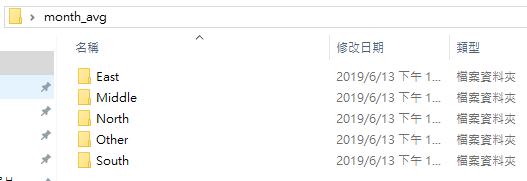 month_avg
名稱 修改日期 類型
East 2019/6/13 下午 1... 檔案資料夾
Middle 2019/6/13 下午 1... 檔案資料夾
North 2019/6/13 下午 1... 檔案資料夾
Other 2019/6/13 下午 1... 檔案資料夾
South 2019/6/13 下午 1... 檔案資料夾